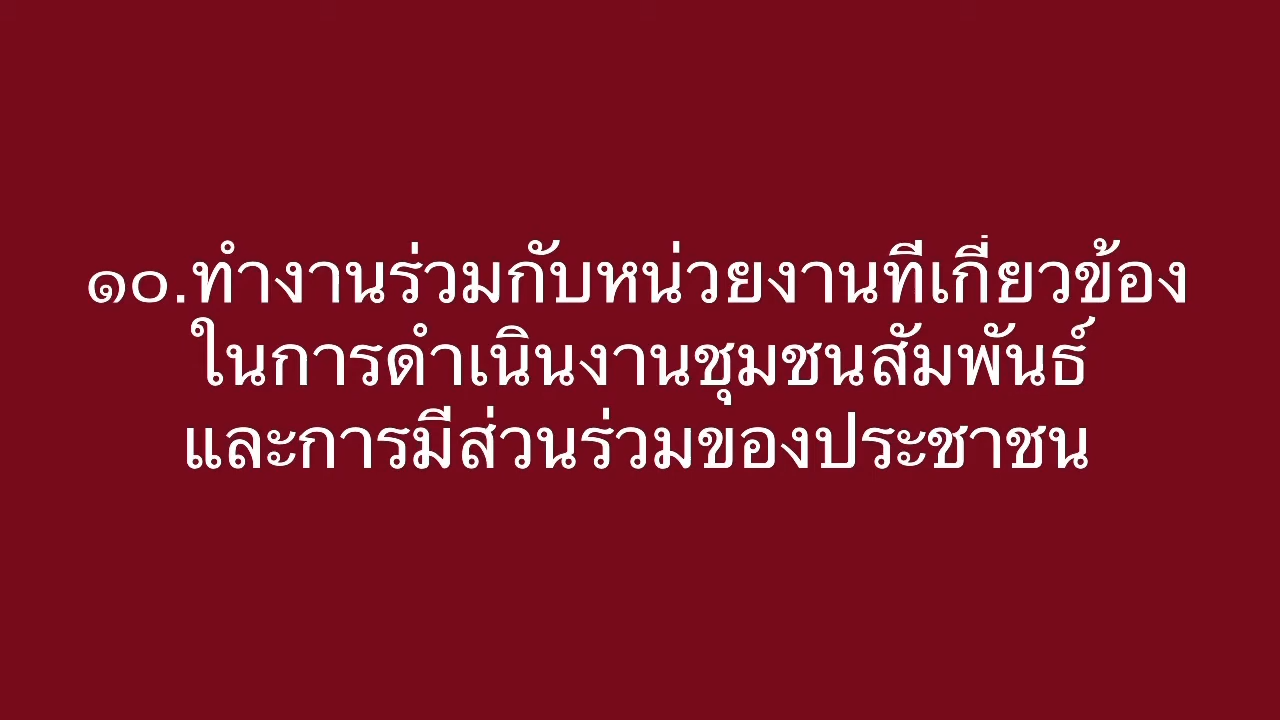 ๑๐.ทำงานร่วมกับหน่วยงานที่เกี่ยวข้อง
ในการดำเนินงานชุมชนสัมพันธ์
และการมีส่วนร่วมของประชาชน